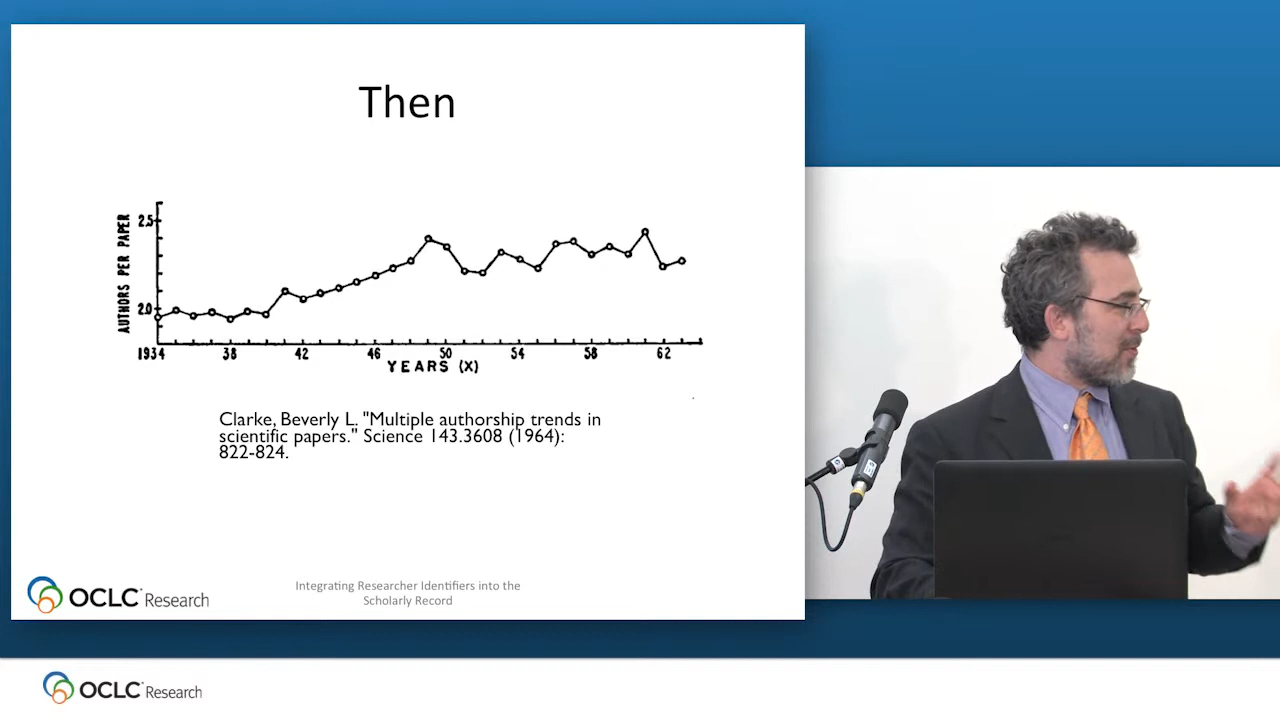 Then
AUTHORS PER PAPER
2.5
2.0
1934 38 42 46 50 54 58 62
YEARS (X)
Clarke, Beverly L. "Multiple authorship trends in
scientific papers." Science 143.3608 (1964):
822-824.
OCLC Research
Integrating Researcher Identifiers into the
Scholarly Record
OCLC Research